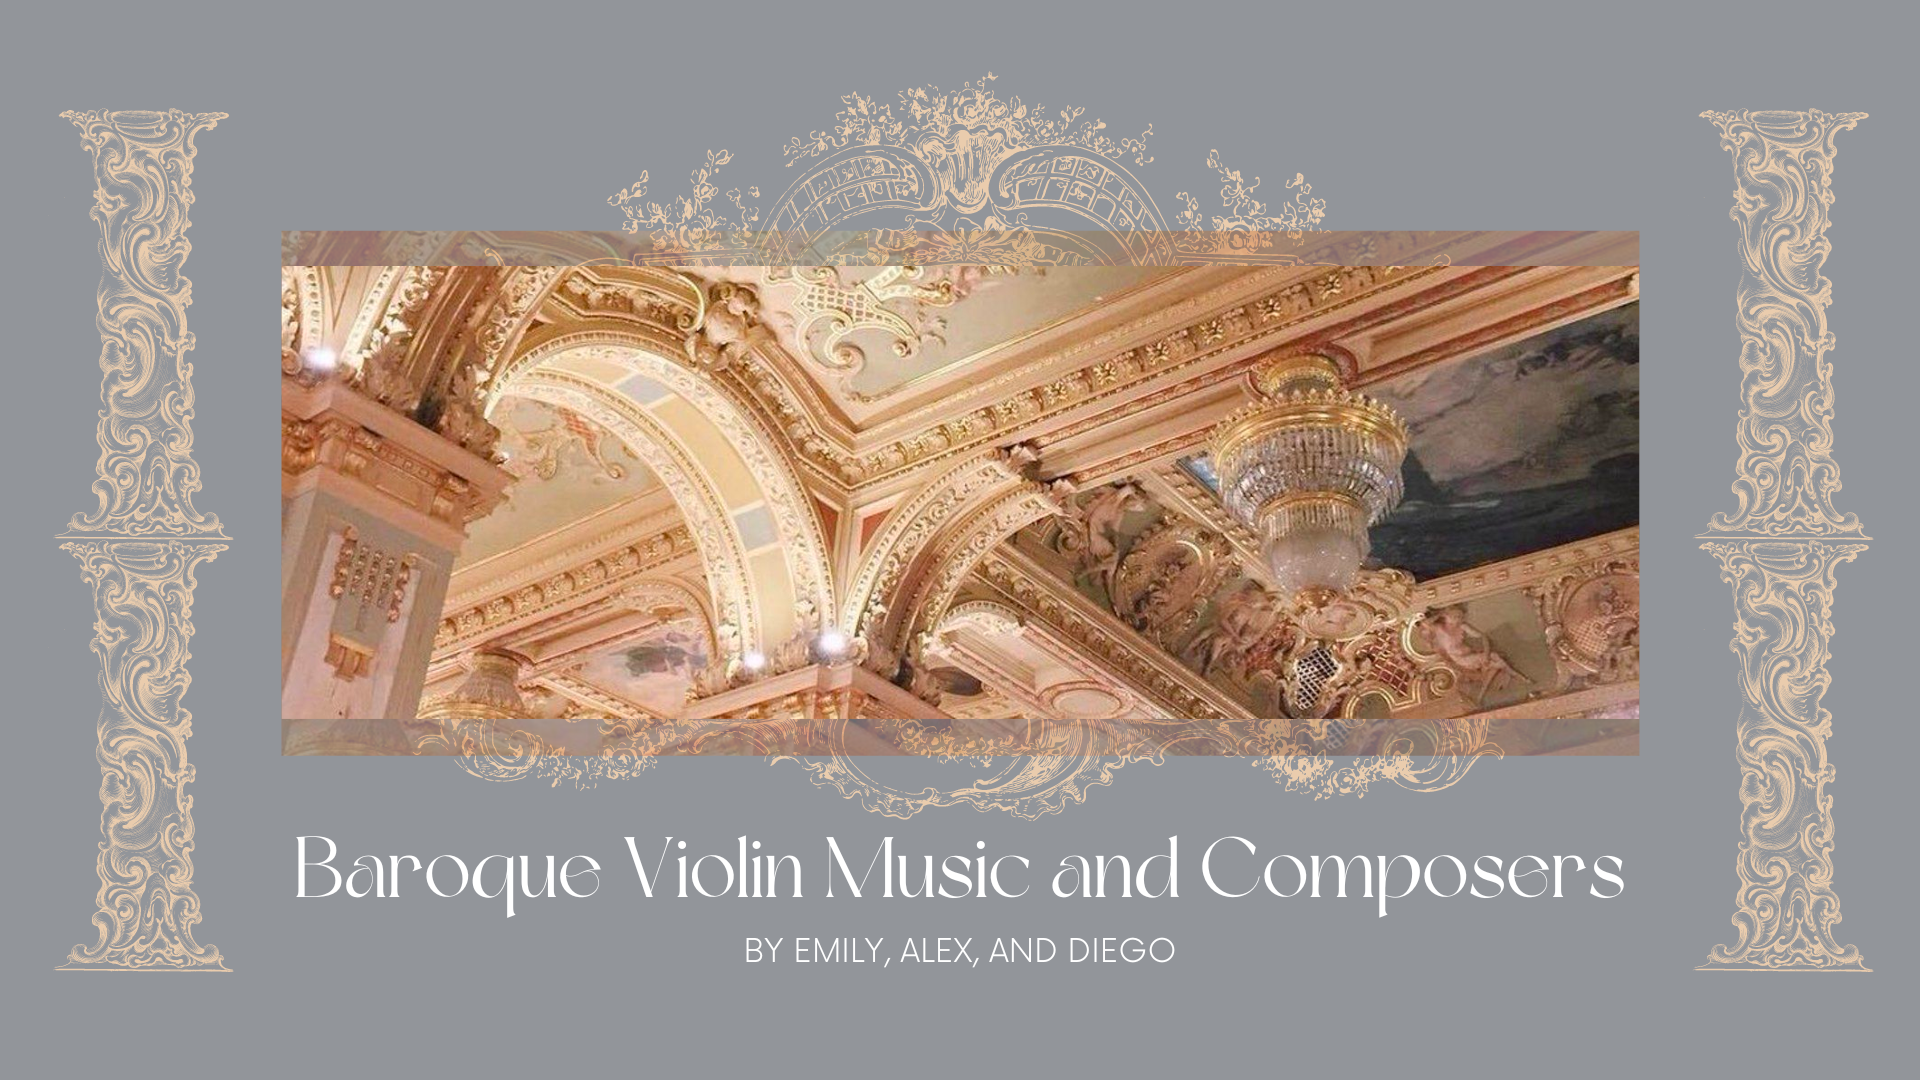 Baroque Violin Music and Composers
BY EMILY, ALEX, AND DIEGO